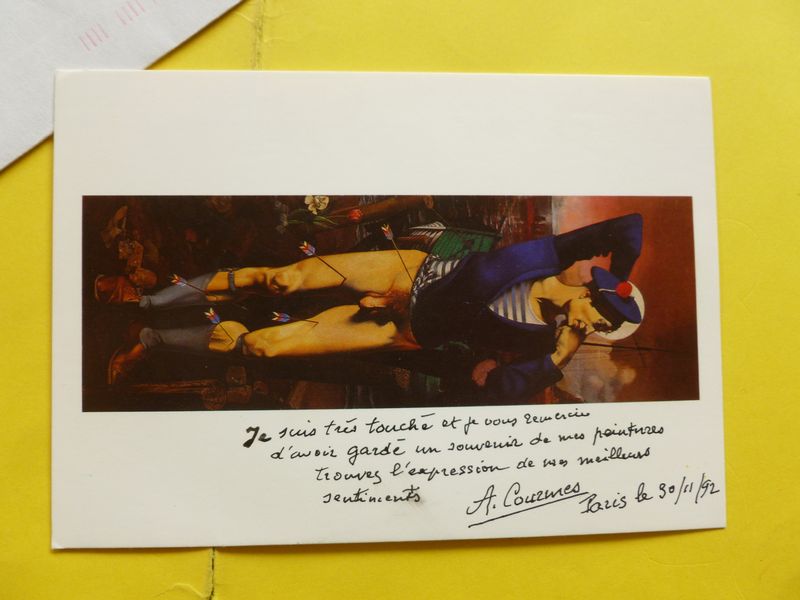 Je suis très touché et je vous remercie
d'avoir gardé un souvenir de mes peintures
trouvez l'expression de mes meilleurs
sentiments
A. Courmes
Paris le 30/11/92